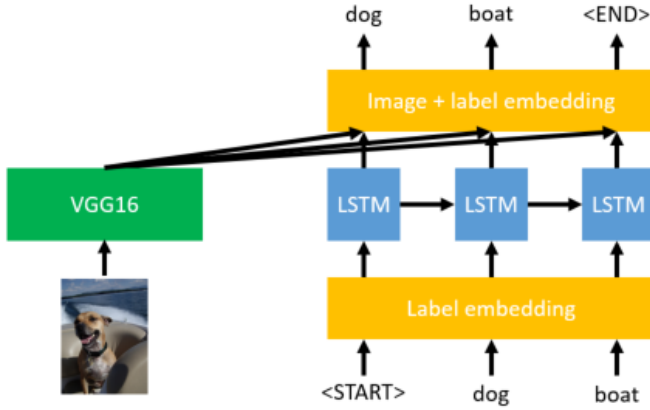 dog boat <END>
Image + label embedding
VGG16 LSTM LSTM LSTM
Label embedding
<START> dog boat